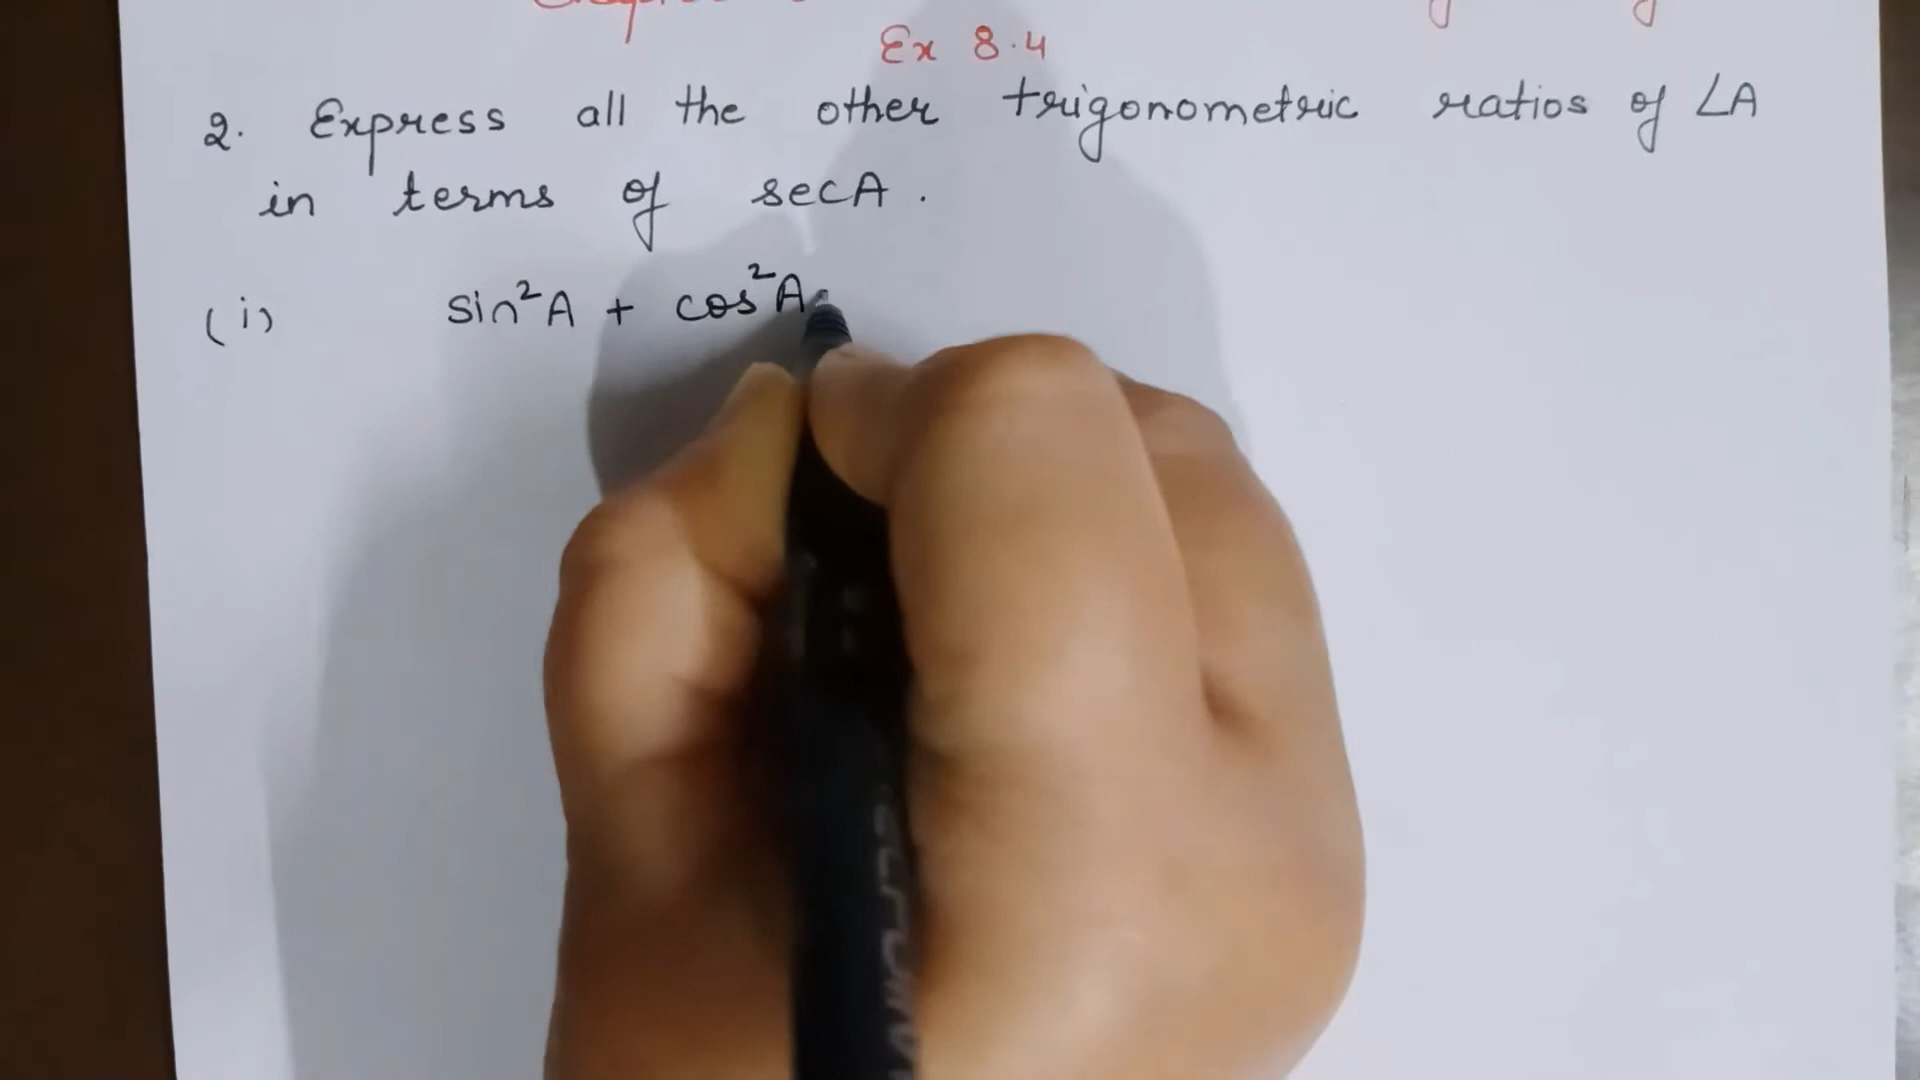 Ex 8.4
2. Express all the other trigonometric ratios of ∠A
in terms of secA.
(i) sin²A + cos²A